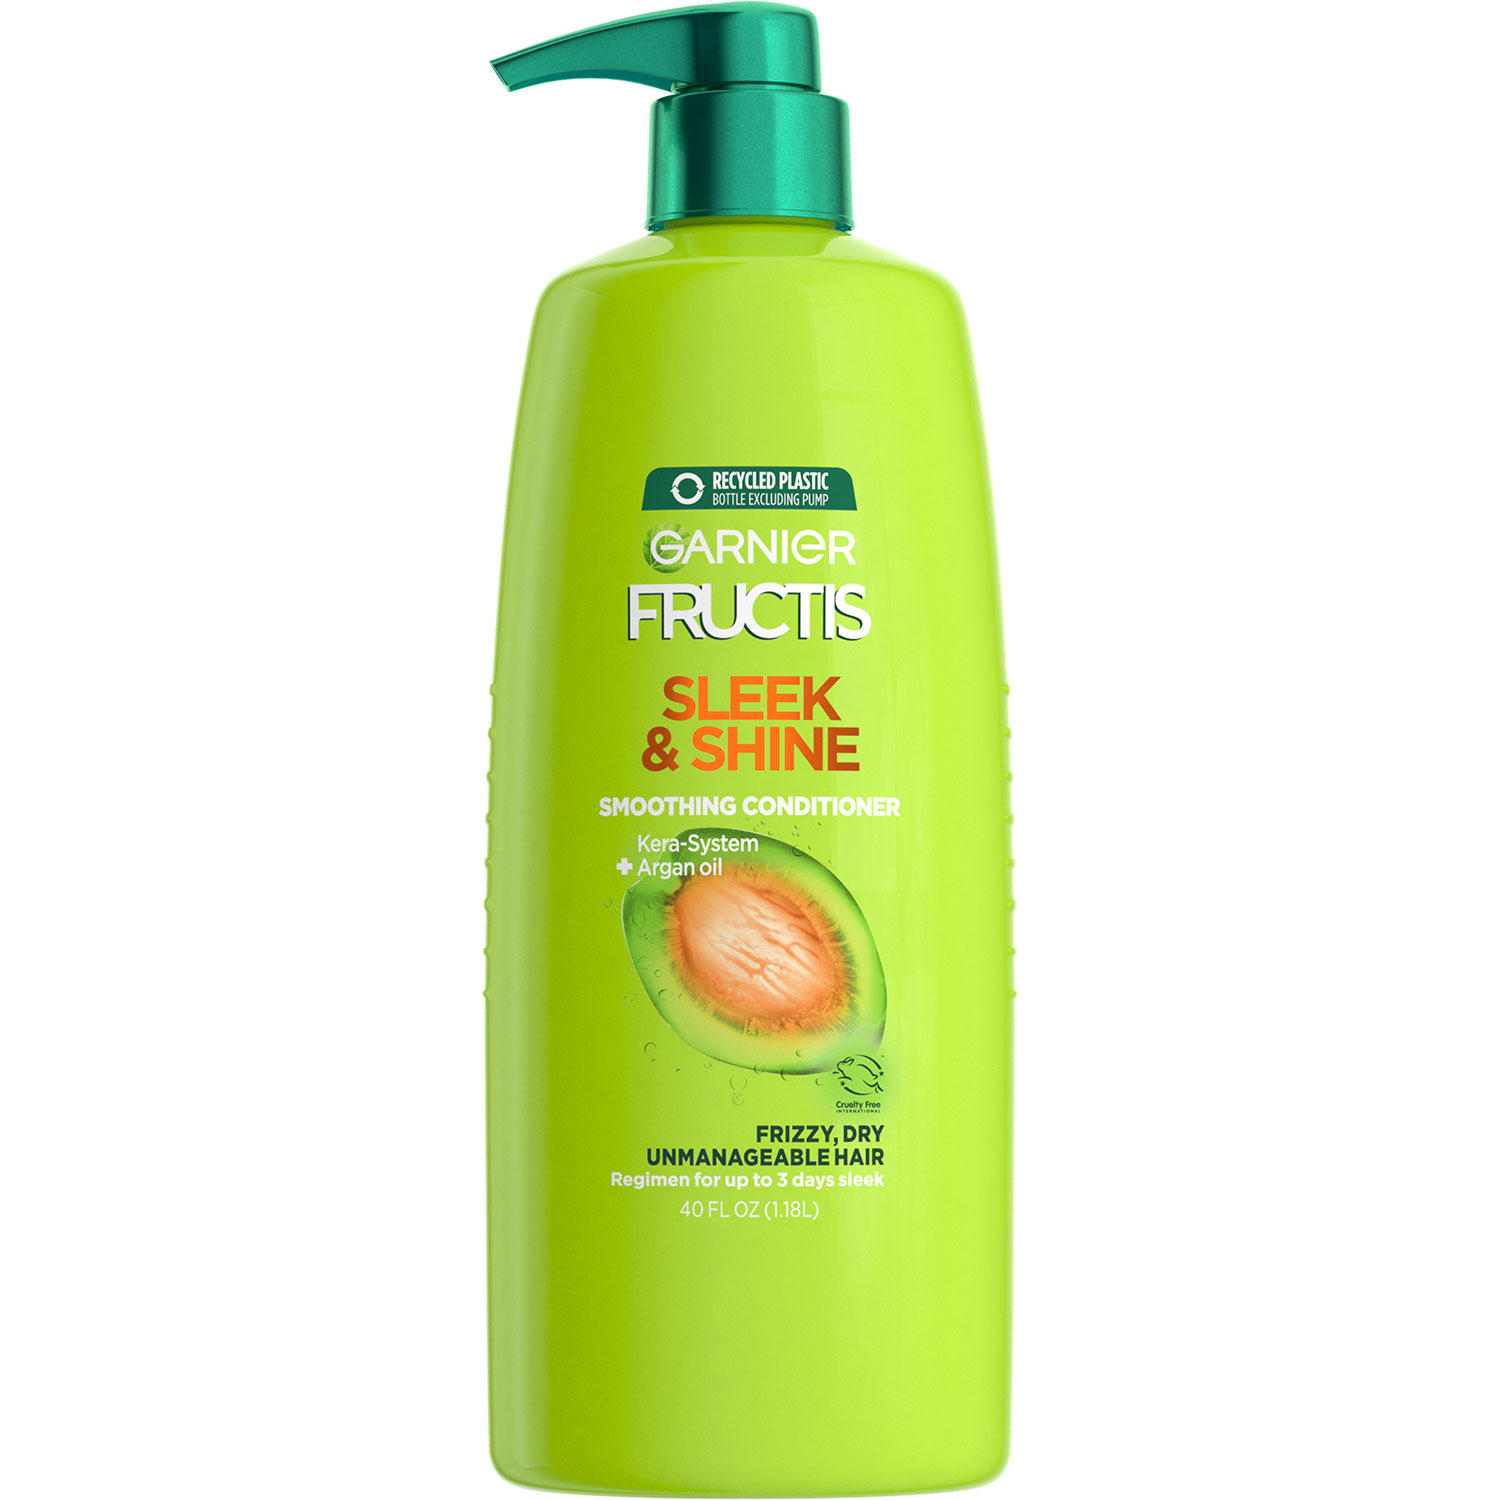 RECYCLED PLASTIC
BOTTLE EXCLUDING PUMP
GARNIER
FRUCTIS
SLEEK
& SHINE
SMOOTHING CONDITIONER
Kera-System
+ Argan oil
Cruelty Free
INTERNATIONAL
FRIZZY, DRY
UNMANAGEABLE HAIR
Regimen for up to 3 days sleek
40 FL OZ (1.18L)